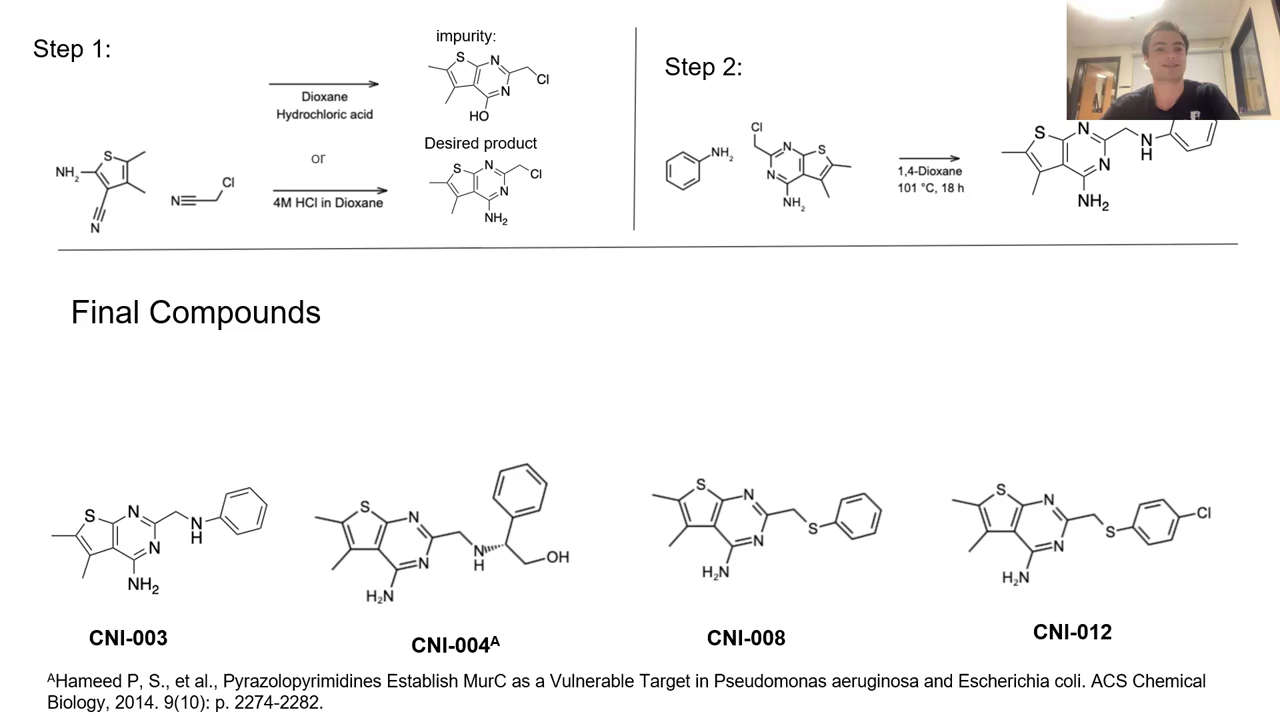 Step 1:
impurity:
S
N
Cl
N
HO
Dioxane
Hydrochloric acid
or
Desired product
S
N
Cl
N
NH2
4M HCl in Dioxane
NH2
S
N
N
Cl
Step 2:
NH2
Cl
N
S
N
NH2
1,4-Dioxane
101 °C, 18 h
S
N
N
H
N
NH2
Final Compounds
S
N
N
H
N
NH2
CNI-003
S
N
N
H
N
H2N
OH
CNI-004A
S
N
S
N
H2N
CNI-008
S
N
S
Cl
N
H2N
CNI-012
AHameed P, S., et al., Pyrazolopyrimidines Establish MurC as a Vulnerable Target in Pseudomonas aeruginosa and Escherichia coli. ACS Chemical
Biology, 2014. 9(10): p. 2274-2282.